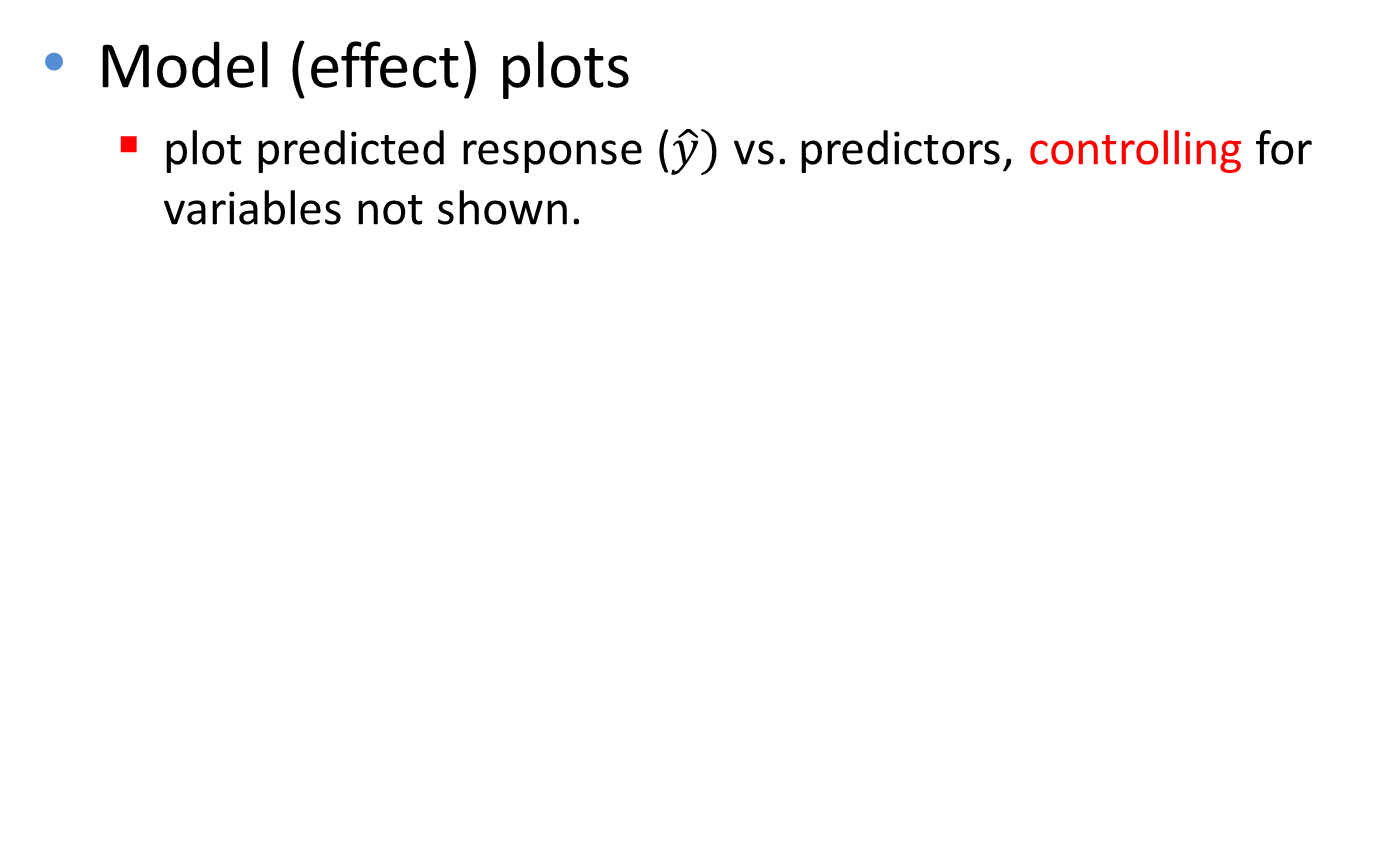 • Model (effect) plots
▪ plot predicted response (ŷ) vs. predictors, controlling for
variables not shown.